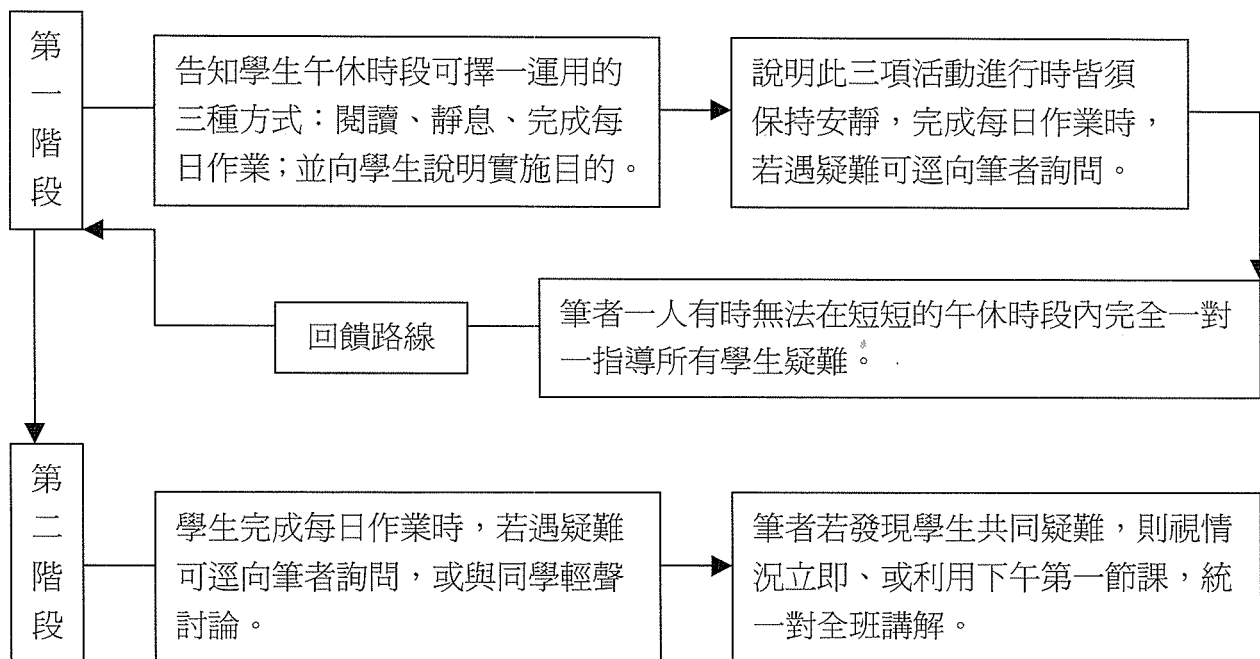 第一階段
告知學生午休時段可擇一運用的
三種方式：閱讀、靜息、完成每
日作業；並向學生說明實施目的。
說明此三項活動進行時皆須
保持安靜，完成每日作業時，
若遇疑難可逕向筆者詢問。
筆者一人有時無法在短短的午休時段內完全一對
一指導所有學生疑難。
回饋路線
第二階段
學生完成每日作業時，若遇疑難
可逕向筆者詢問，或與同學輕聲
討論。
筆者若發現學生共同疑難，則視情
況立即、或利用下午第一節課，統
一對全班講解。